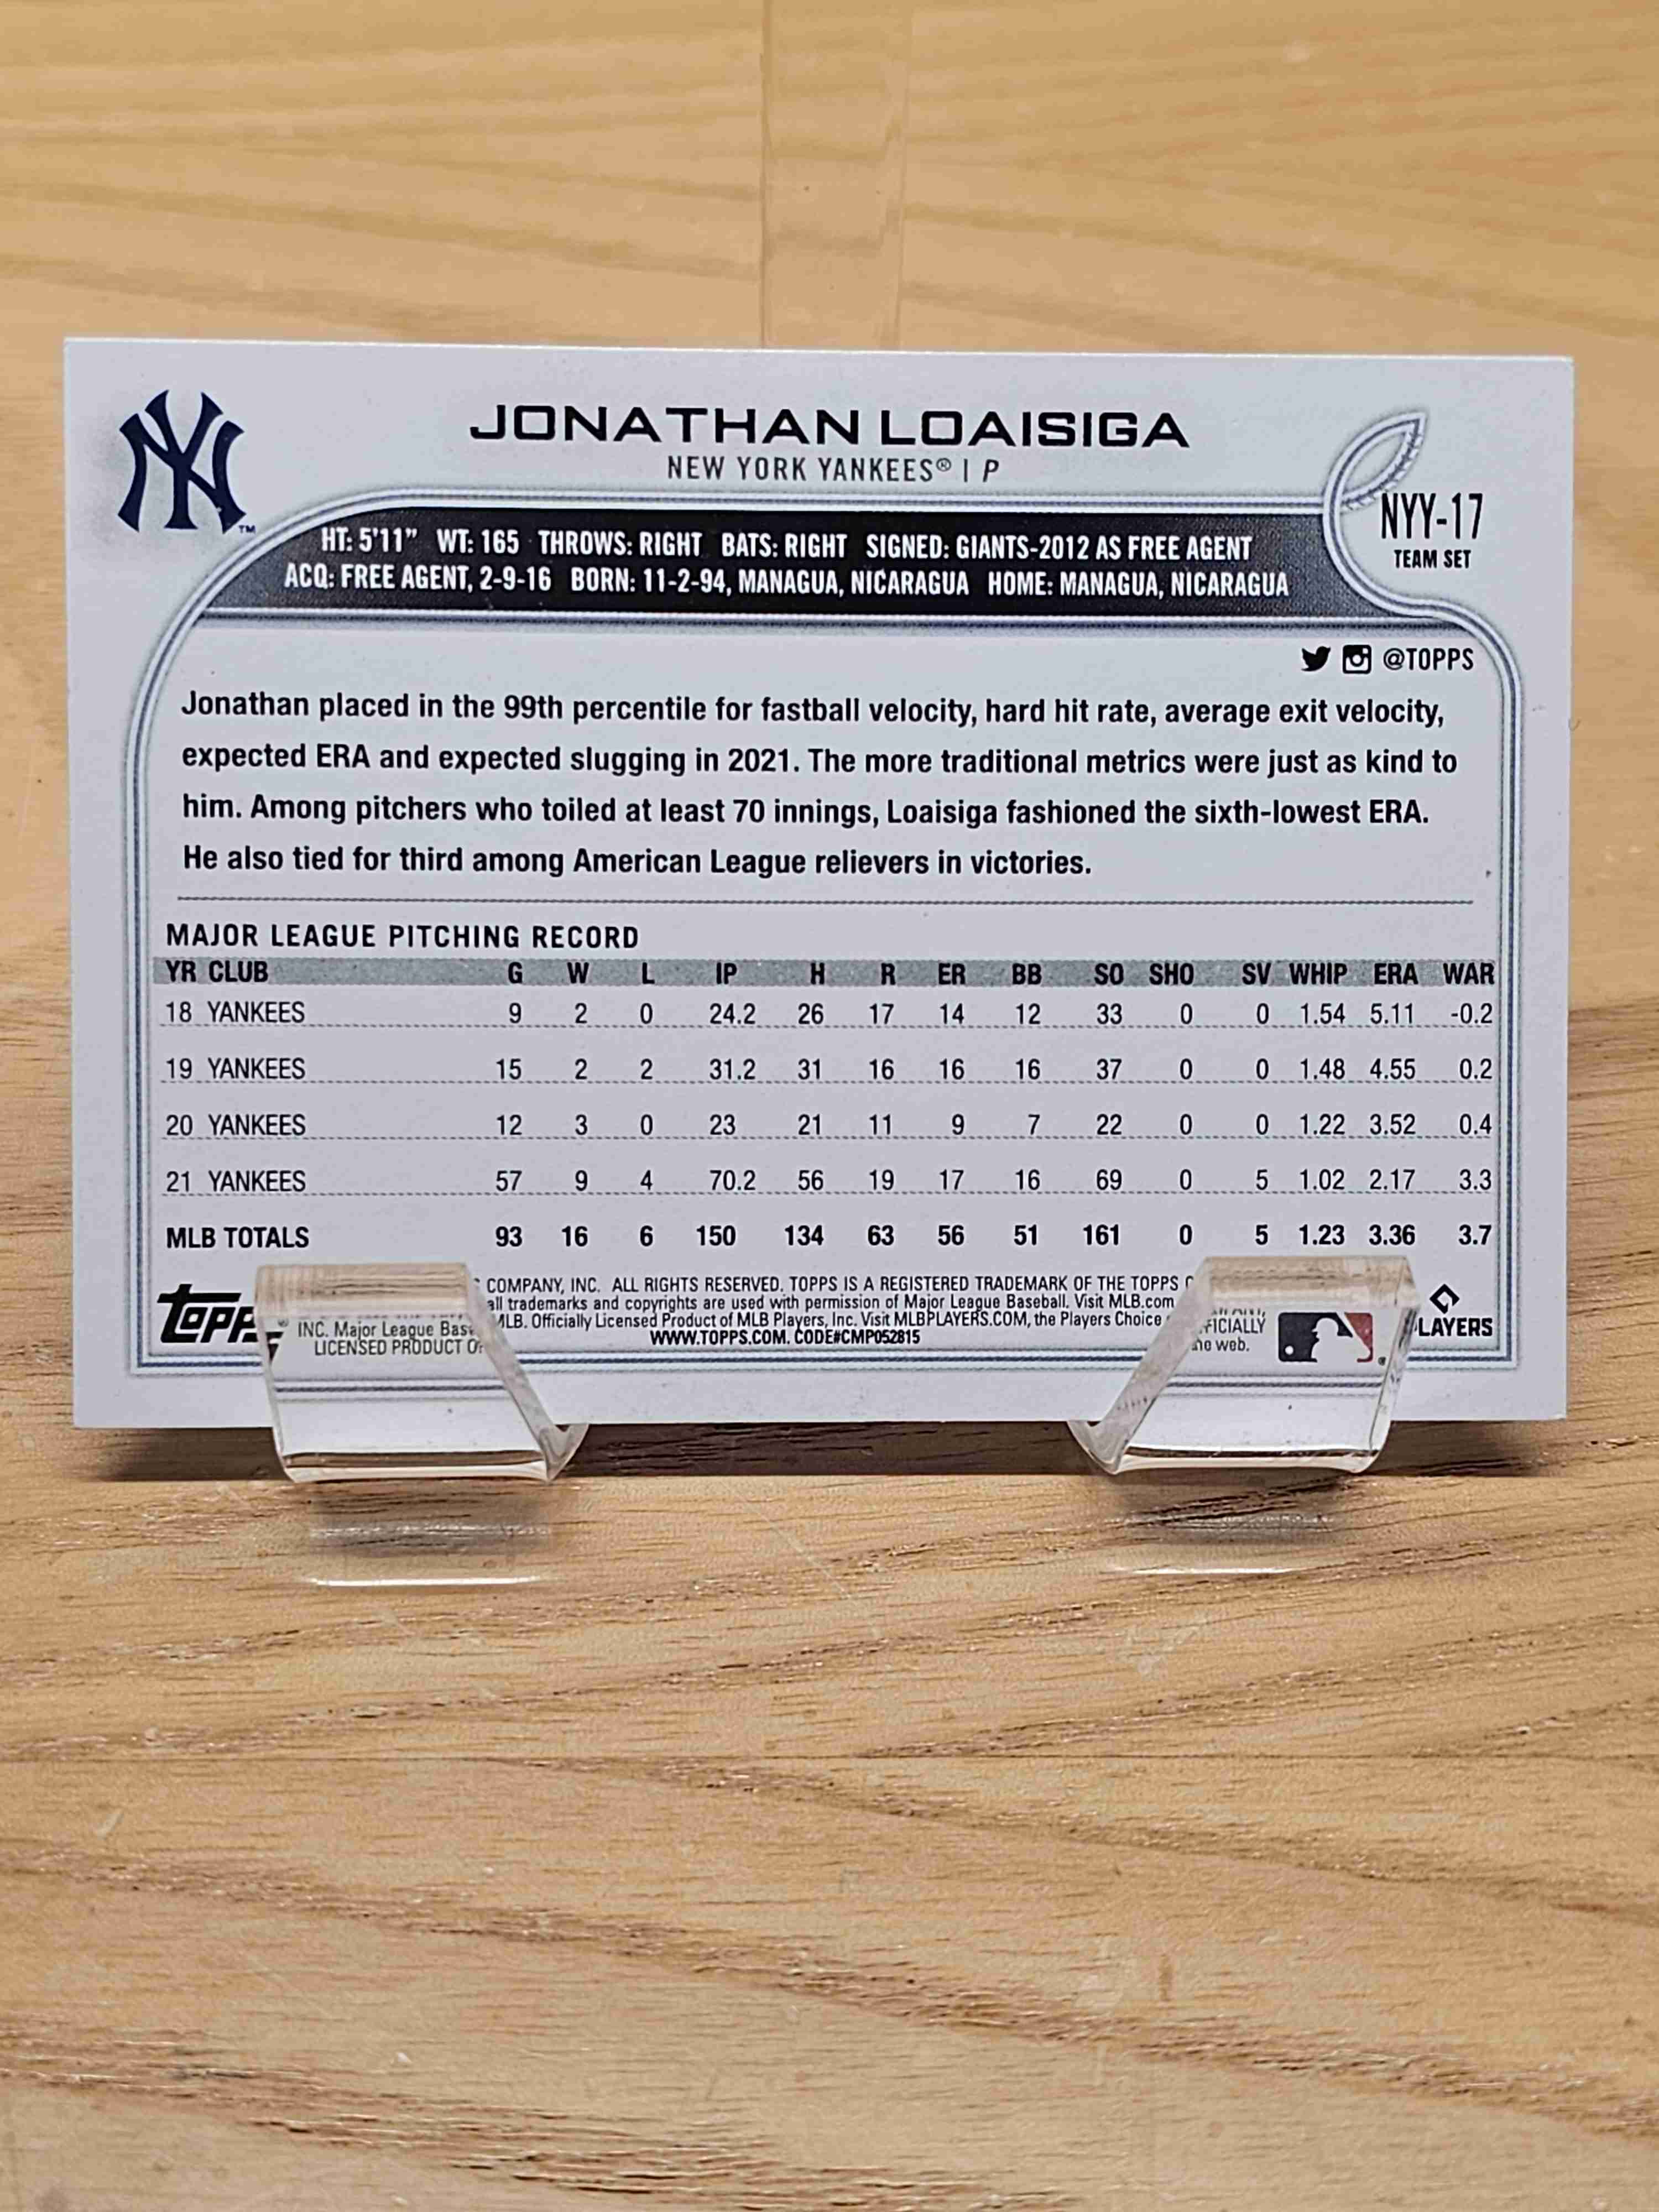 NY™
JONATHAN LOAISIGA
NEW YORK YANKEES® | P
NYY-17
TEAM SET
HT: 5'11" WT: 165 THROWS: RIGHT BATS: RIGHT SIGNED: GIANTS-2012 AS FREE AGENT
ACQ: FREE AGENT, 2-9-16 BORN: 11-2-94, MANAGUA, NICARAGUA HOME: MANAGUA, NICARAGUA
@TOPPS
Jonathan placed in the 99th percentile for fastball velocity, hard hit rate, average exit velocity,
expected ERA and expected slugging in 2021. The more traditional metrics were just as kind to
him. Among pitchers who toiled at least 70 innings, Loaisiga fashioned the sixth-lowest ERA.
He also tied for third among American League relievers in victories.
MAJOR LEAGUE PITCHING RECORD
YR CLUB G W L IP H R ER BB SO SHO SV WHIP ERA WAR
18 YANKEES 9 2 0 24.2 26 17 14 12 33 0 0 1.54 5.11 -0.2
19 YANKEES 15 2 2 31.2 31 16 16 16 37 0 0 1.48 4.55 0.2
20 YANKEES 12 3 0 23 21 11 9 7 22 0 0 1.22 3.52 0.4
21 YANKEES 57 9 4 70.2 56 19 17 16 69 0 5 1.02 2.17 3.3
MLB TOTALS 93 16 6 150 134 63 56 51 161 0 5 1.23 3.36 3.7
COMPANY, INC. ALL RIGHTS RESERVED. TOPPS IS A REGISTERED TRADEMARK OF THE TOPPS
all trademarks and copyrights are used with permission of Major League Baseball. Visit MLB.com
INC. Major League MLB. Officially Licensed Product of MLB Players, Inc. Visit MLBPLAYERS.COM, the Players Choice
LICENSED PRODUCT WWW.TOPPS.COM. CODE#CMP052815 web.